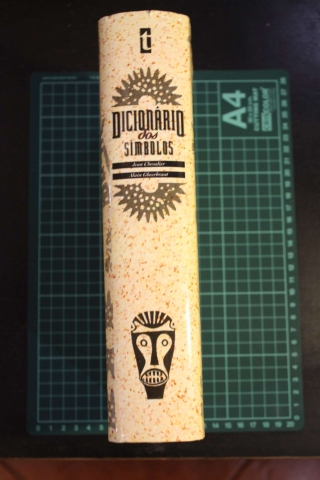 DICIONÁRIO
dos
SÍMBOLOS
Jean Chevalier
Alain Gheerbrant
A4